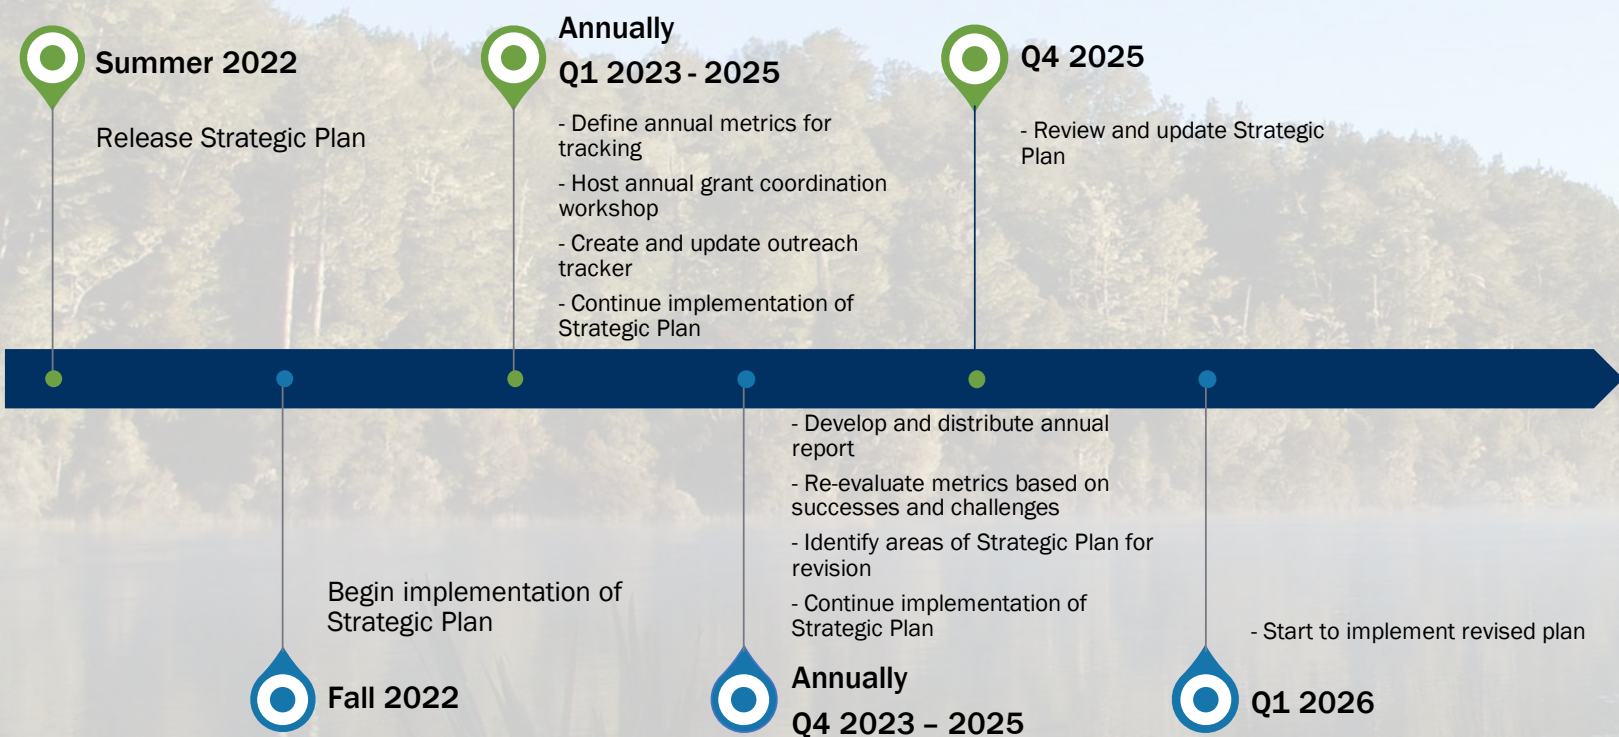 Summer 2022
Release Strategic Plan
Annually
Q1 2023 - 2025
- Define annual metrics for
tracking
- Host annual grant coordination
workshop
- Create and update outreach
tracker
- Continue implementation of
Strategic Plan
Q4 2025
- Review and update Strategic
Plan
Begin implementation of
Strategic Plan
Fall 2022
- Develop and distribute annual
report
- Re-evaluate metrics based on
successes and challenges
- Identify areas of Strategic Plan for
revision
- Continue implementation of
Strategic Plan
Annually
Q4 2023 – 2025
- Start to implement revised plan
Q1 2026